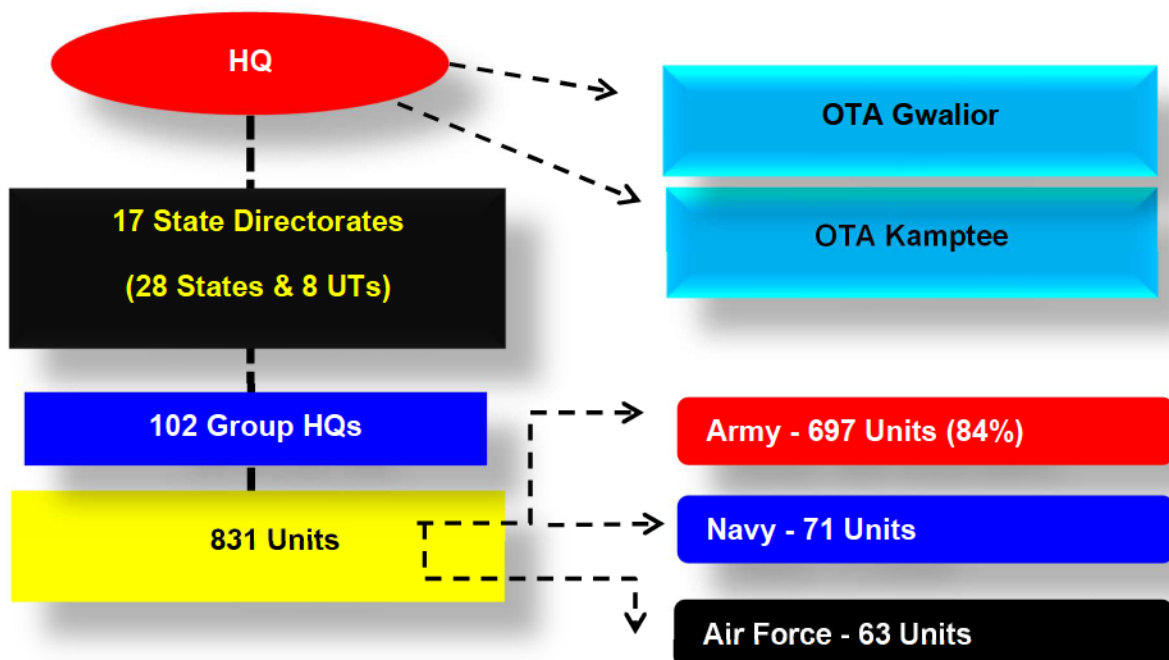 HQ
OTA Gwalior
OTA Kamptee
17 State Directorates
(28 States & 8 UTs)
102 Group HQs
831 Units
Army - 697 Units (84%)
Navy - 71 Units
Air Force - 63 Units